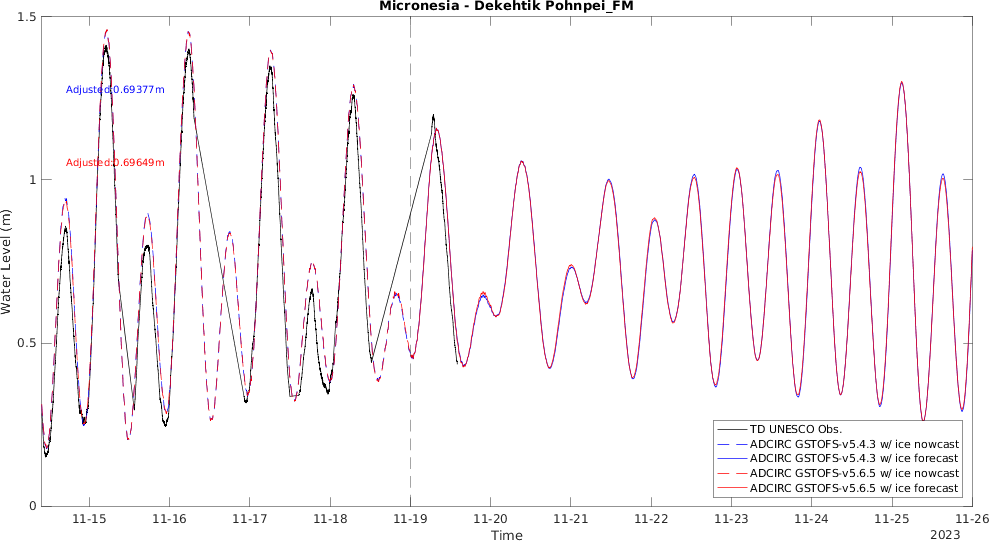 Micronesia - Dekehtik Pohnpei_FM
Water Level (m)
1.5
1
0.5
0
Adjusted:0.69377m
Adjusted:0.69649m
TD UNESCO Obs.
ADCIRC GSTOFS-v5.4.3 w/ ice nowcast
ADCIRC GSTOFS-v5.4.3 w/ ice forecast
ADCIRC GSTOFS-v5.6.5 w/ ice nowcast
ADCIRC GSTOFS-v5.6.5 w/ ice forecast
11-15 11-16 11-17 11-18 11-19 11-20 11-21 11-22 11-23 11-24 11-25 11-26
Time
2023